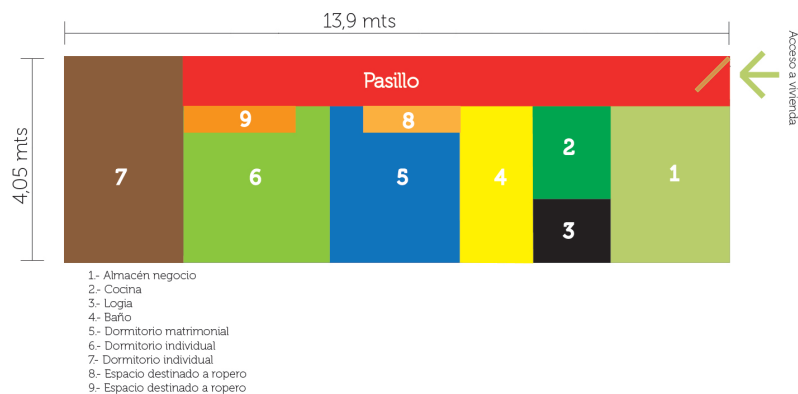 13,9 mts
Acceso a vivienda
Pasillo
4,05 mts
9
8
7
6
5
4
2
1
3
1.- Almacén negocio
2.- Cocina
3.- Logia
4.- Baño
5.- Dormitorio matrimonial
6.- Dormitorio individual
7.- Dormitorio individual
8.- Espacio destinado a ropero
9.- Espacio destinado a ropero